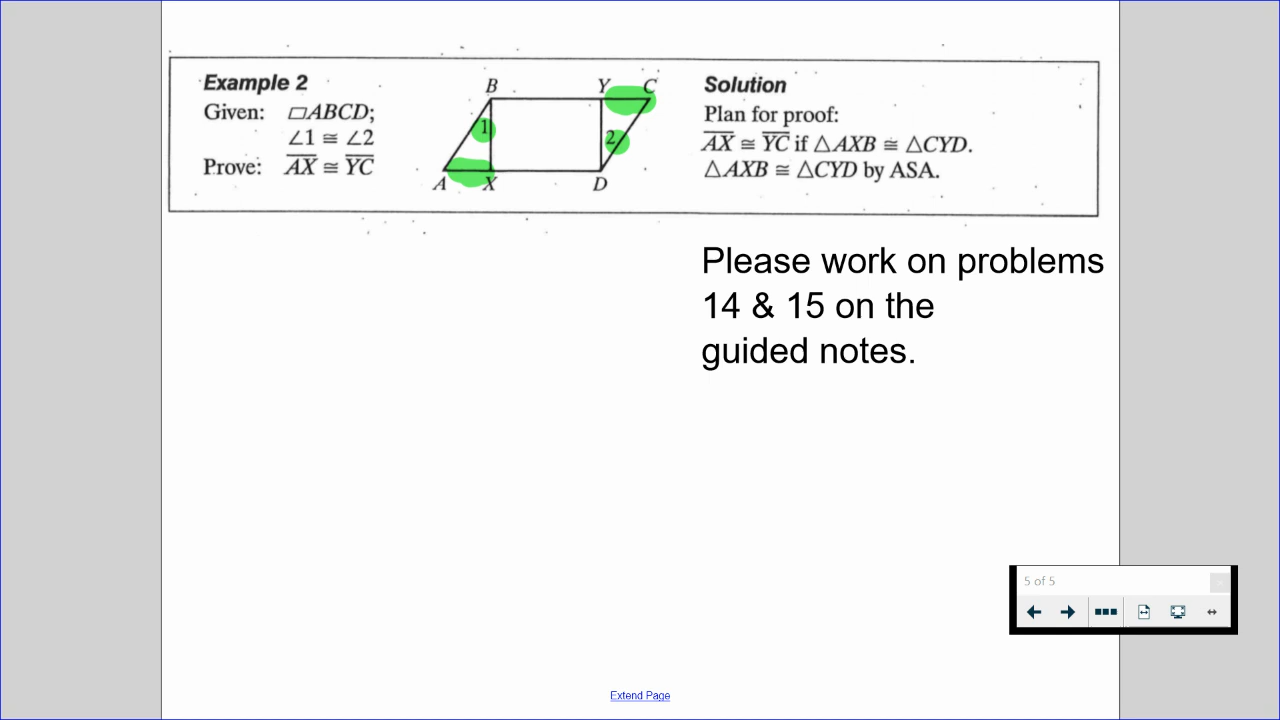 Example 2
Given: ▱ABCD;
∠1 ≅ ∠2
Prove: AX ≅ YC
B Y C
1 2
A X D
Solution
Plan for proof:
AX ≅ YC if △AXB ≅ △CYD.
△AXB ≅ △CYD by ASA.
Please work on problems
14 & 15 on the
guided notes.
5 of 5
Extend Page